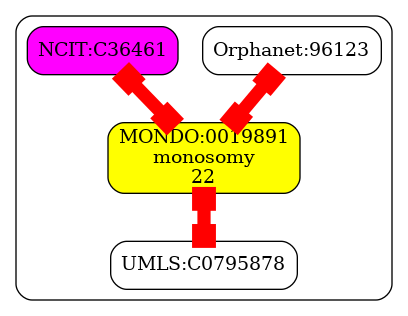 NCIT:C36461
Orphanet:96123
MONDO:0019891
monosomy
22
UMLS:C0795878